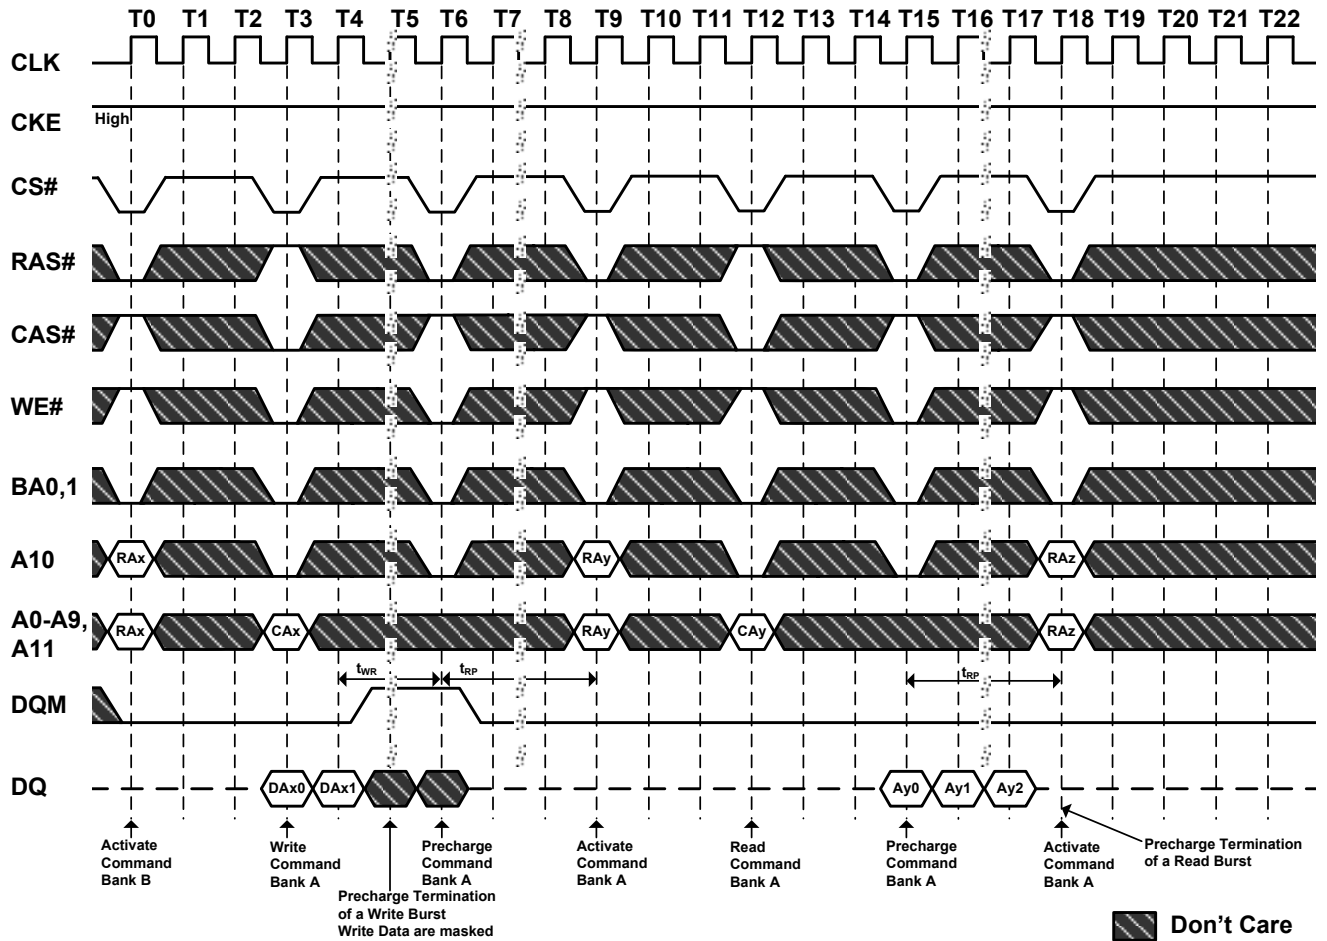 T0 T1 T2 T3 T4 T5 T6 T7 T8 T9 T10 T11 T12 T13 T14 T15 T16 T17 T18 T19 T20 T21 T22
CLK
CKE High
CS#
RAS#
CAS#
WE#
BA0,1
A10 RAx RAy RAz
A0-A9,
A11 RAx CAx RAy CAy RAz
tWR tRP tRP
DQM
DQ DAx0 DAx1 Ay0 Ay1 Ay2
Activate
Command
Bank B
Write
Command
Bank A
Precharge Termination
of a Write Burst
Write Data are masked
Precharge
Command
Bank A
Activate
Command
Bank A
Read
Command
Bank A
Precharge
Command
Bank A
Activate
Command
Bank A
Precharge Termination
of a Read Burst
Don't Care